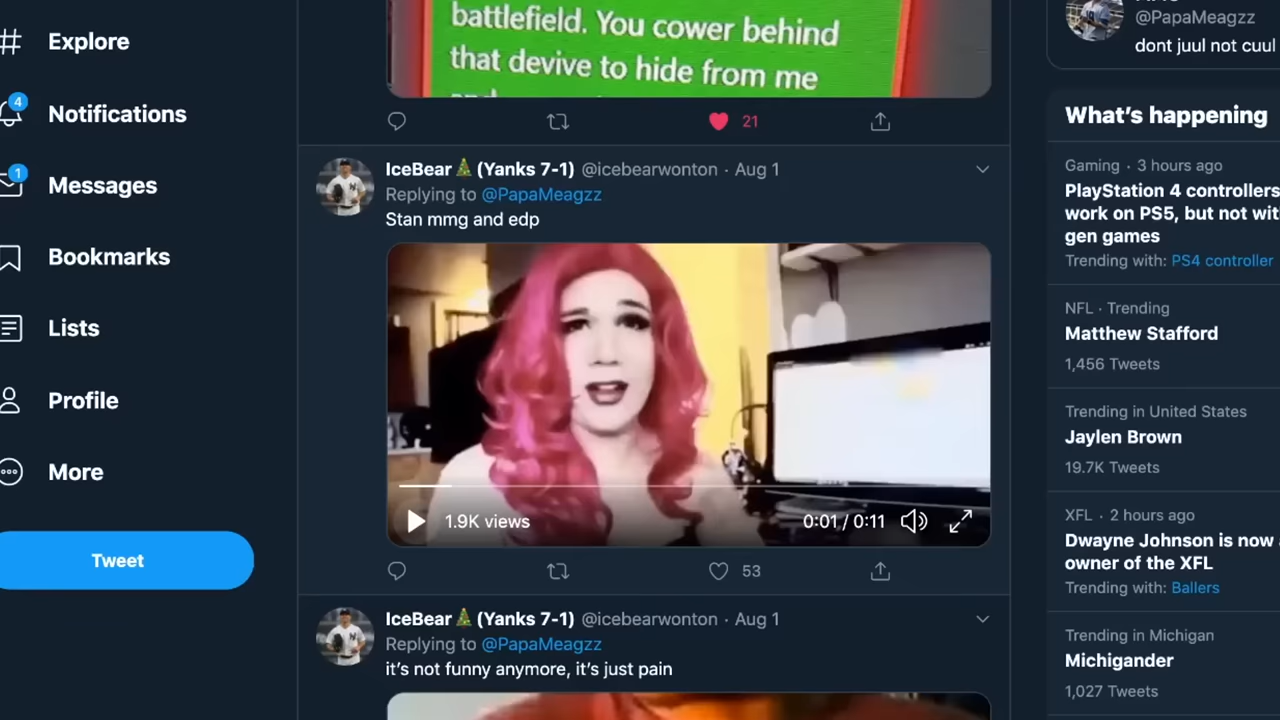 Explore
4
Notifications
1
Messages
Bookmarks
Lists
Profile
More
Tweet
battlefield. You cower behind
that devive to hide from me
21
IceBear (Yanks 7-1) @icebearwonton · Aug 1
Replying to @PapaMeagzz
Stan mmg and edp
1.9K views
0:01 / 0:11
53
IceBear (Yanks 7-1) @icebearwonton · Aug 1
Replying to @PapaMeagzz
it's not funny anymore, it's just pain
@PapaMeagzz
dont juul not cuul
What's happening
Gaming · 3 hours ago
PlayStation 4 controllers
work on PS5, but not wit
gen games
Trending with: PS4 controller
NFL · Trending
Matthew Stafford
1,456 Tweets
Trending in United States
Jaylen Brown
19.7K Tweets
XFL · 2 hours ago
Dwayne Johnson is now
owner of the XFL
Trending with: Ballers
Trending in Michigan
Michigander
1,027 Tweets